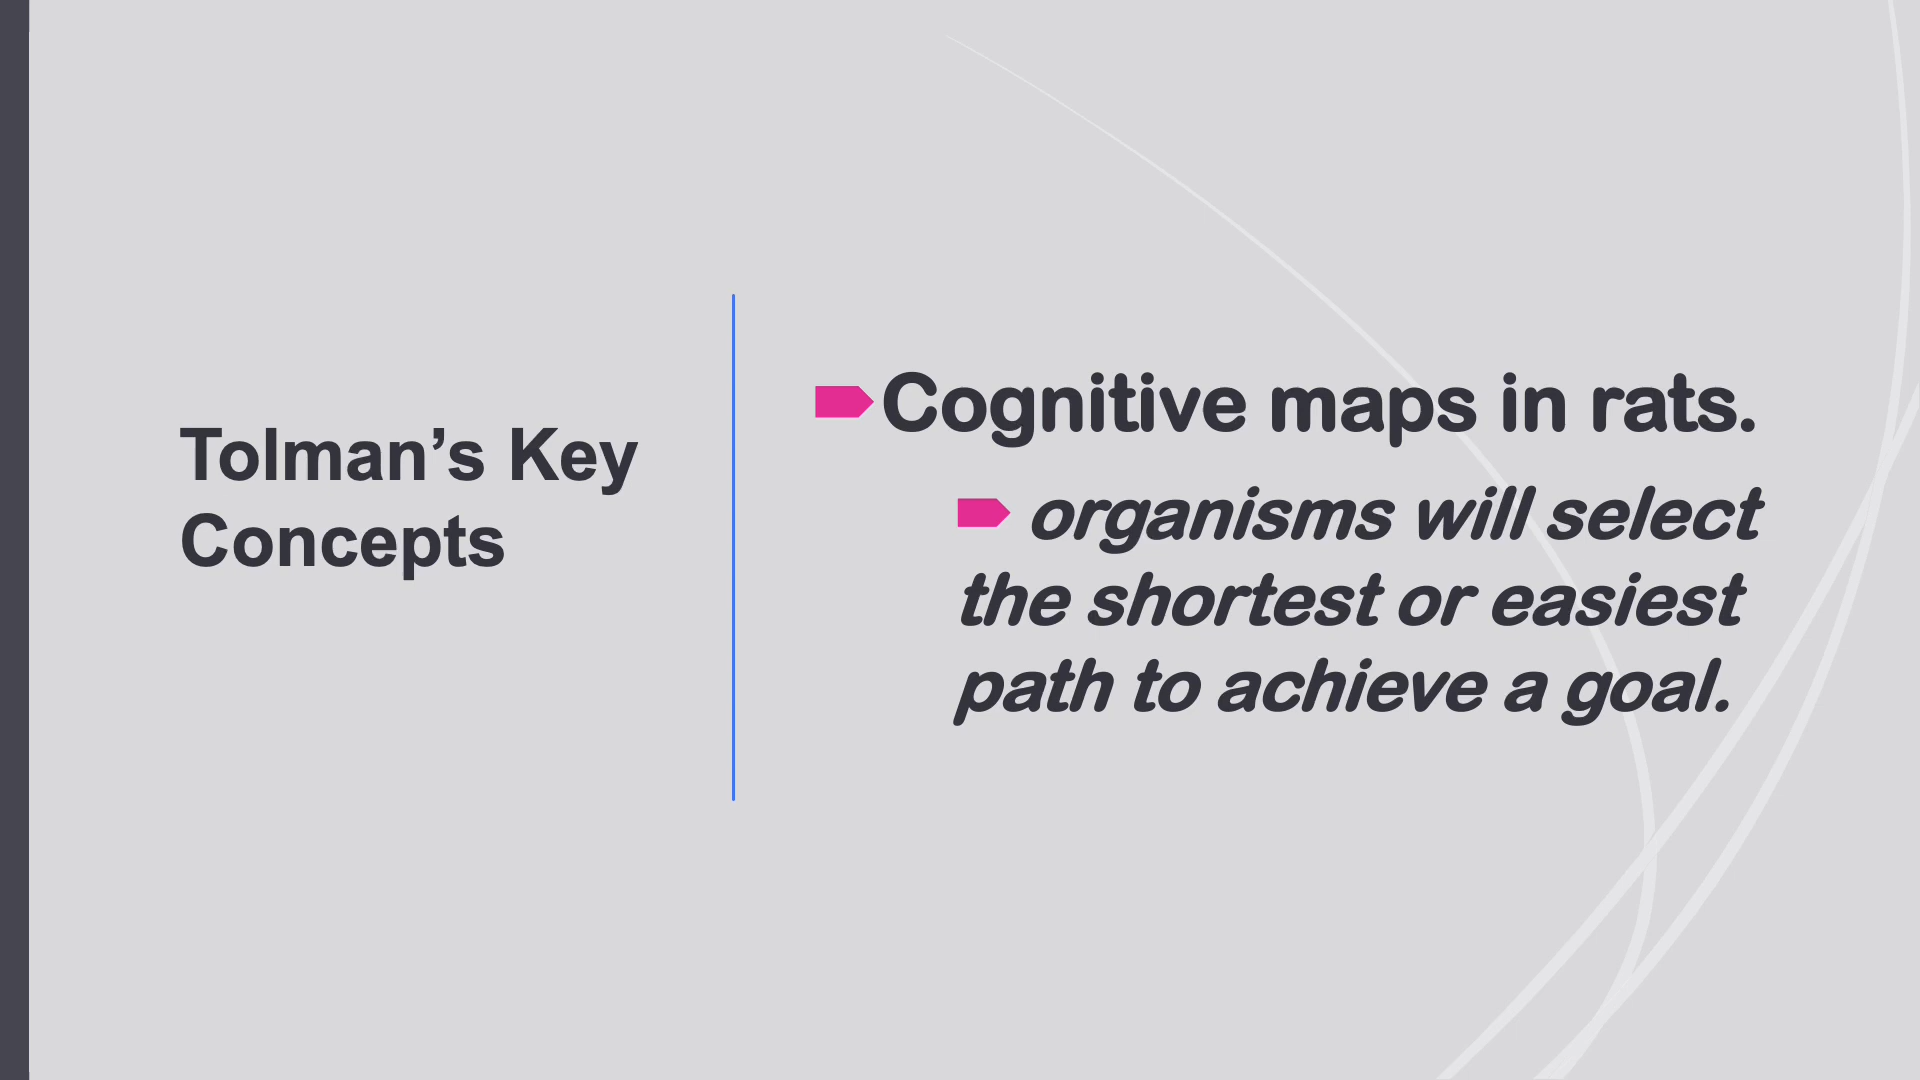 Tolman’s Key
Concepts
Cognitive maps in rats.
organisms will select
the shortest or easiest
path to achieve a goal.